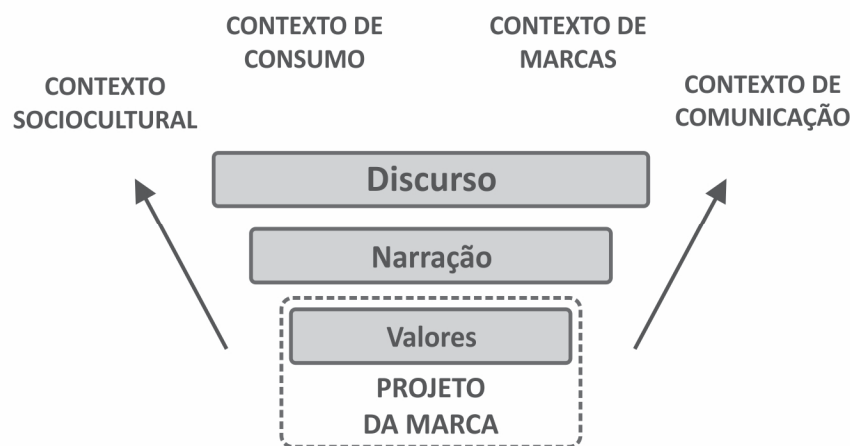 CONTEXTO DE
CONSUMO
CONTEXTO DE
MARCAS
CONTEXTO
SOCIOCULTURAL
CONTEXTO DE
COMUNICAÇÃO
Discurso
Narração
Valores
PROJETO
DA MARCA